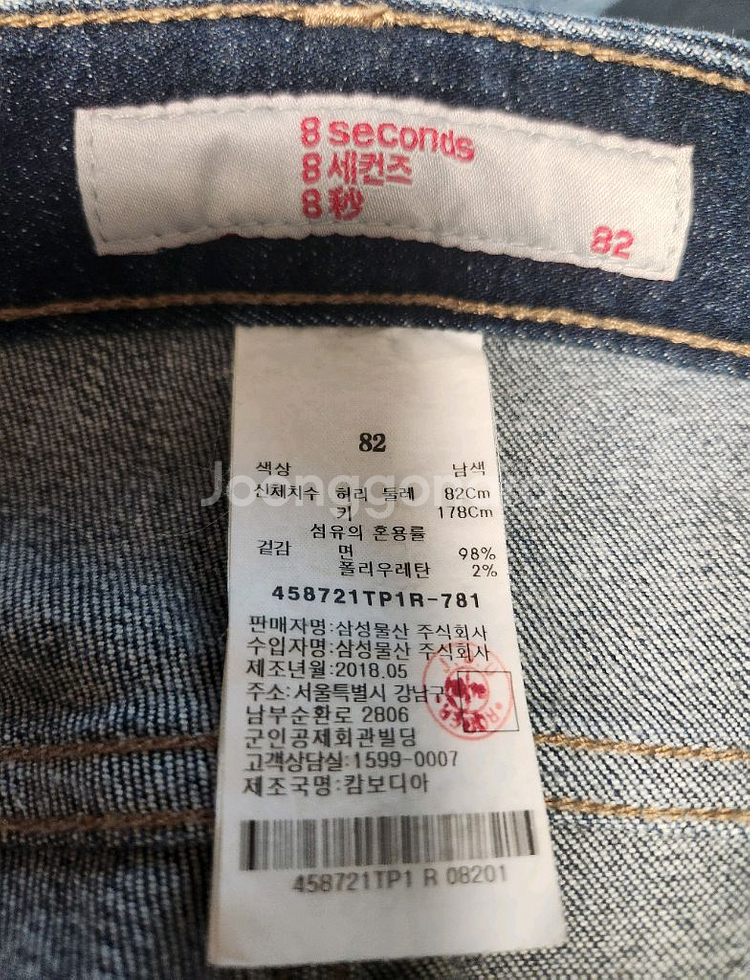 8 seconds
8 세컨즈
8 秒
82
82
색상 남색
신체치수 허리 둘레 82Cm
키 178Cm
섬유의 혼용률
겉감 면 98%
폴리우레탄 2%
458721TP1R-781
판매자명:삼성물산 주식회사
수입자명:삼성물산 주식회사
제조년월:2018.05
주소:서울특별시 강남구
남부순환로 2806
군인공제회관빌딩
고객상담실:1599-0007
제조국명:캄보디아
458721TP1 R 08201